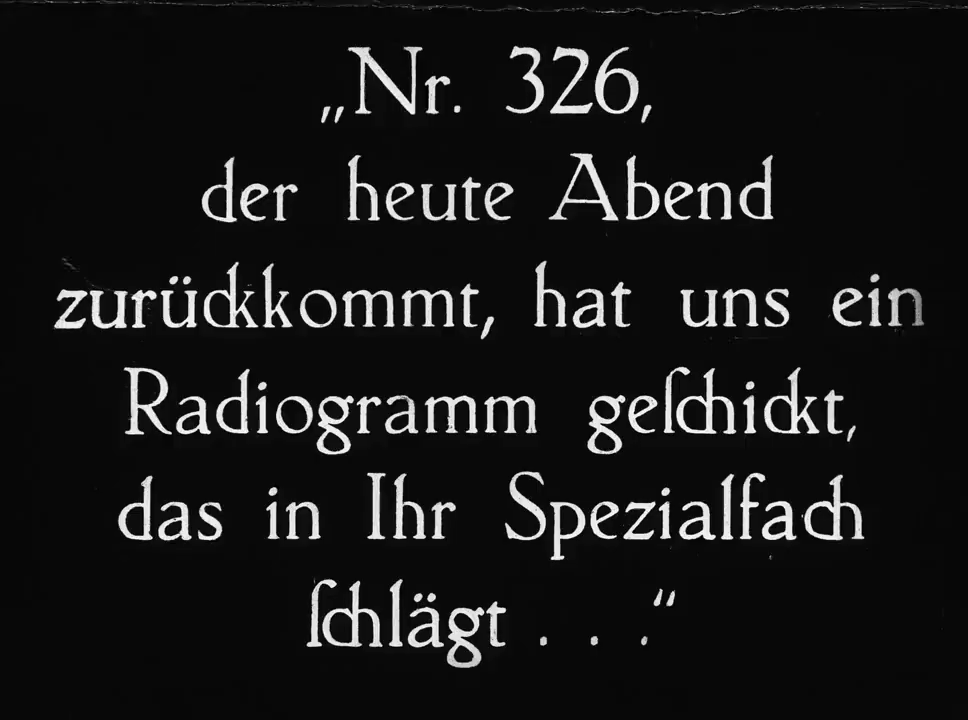 „Nr. 326,
der heute Abend
zurückkommt, hat uns ein
Radiogramm geſchickt,
das in Ihr Spezialfach
ſchlägt . . .“